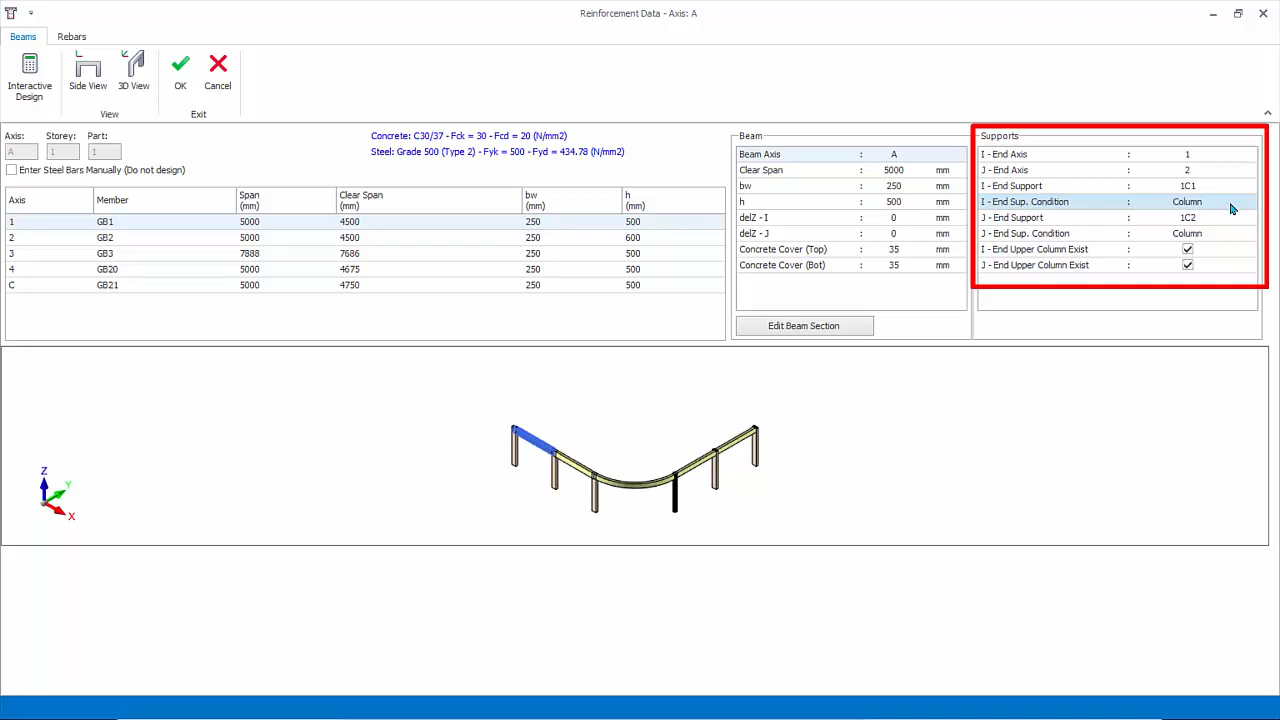 Reinforcement Data - Axis: A
Beams Rebars
Interactive Design
Side View
3D View
OK
Cancel
View
Exit
Axis: Storey: Part:
A 1 1
Enter Steel Bars Manually (Do not design)
Concrete: C30/37 - Fck = 30 - Fcd = 20 (N/mm2)
Steel: Grade 500 (Type 2) - Fyk = 500 - Fyd = 434.78 (N/mm2)
Axis Member Span (mm) Clear Span (mm) bw (mm) h (mm)
1 GB1 5000 4500 250 500
2 GB2 5000 4500 250 600
3 GB3 7888 7686 250 500
4 GB20 5000 4675 250 500
C GB21 5000 4750 250 500
Beam
Beam Axis : A
Clear Span : 5000 mm
bw : 250 mm
h : 500 mm
delZ - I : 0 mm
delZ - J : 0 mm
Concrete Cover (Top) : 35 mm
Concrete Cover (Bot) : 35 mm
Edit Beam Section
Supports
I - End Axis : 1
J - End Axis : 2
I - End Support : 1C1
I - End Sup. Condition : Column
J - End Support : 1C2
J - End Sup. Condition : Column
I - End Upper Column Exist :
J - End Upper Column Exist :
Z
Y
X